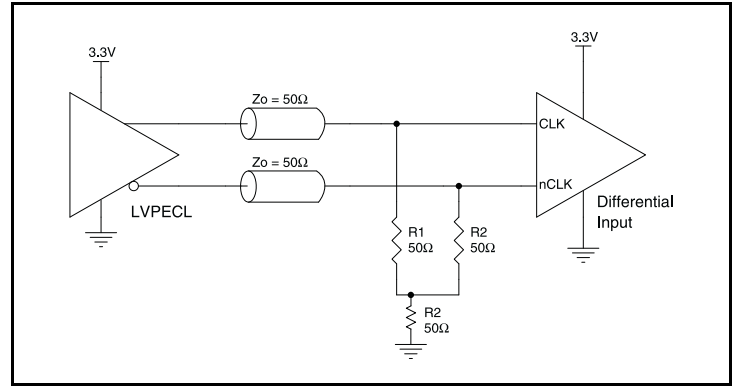 3.3V
3.3V
Zo = 50Ω
CLK
Zo = 50Ω
nCLK
LVPECL
Differential
Input
R1
50Ω
R2
50Ω
R2
50Ω